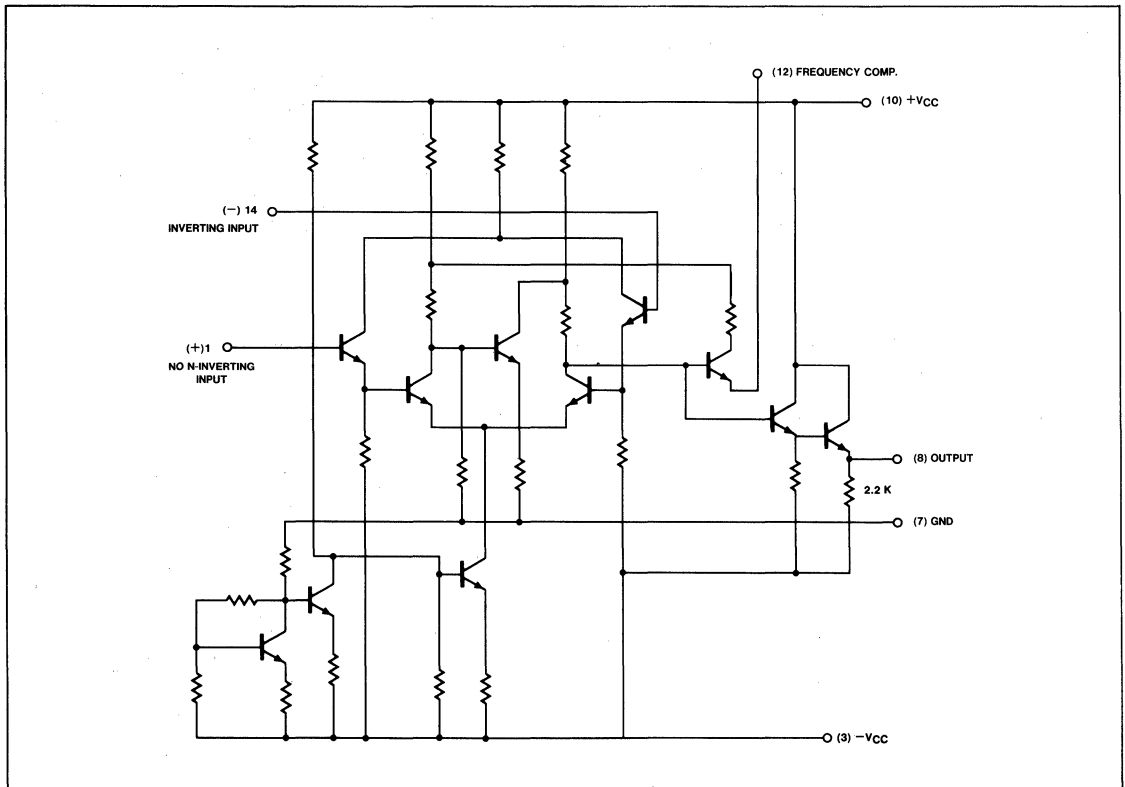 (12) FREQUENCY COMP.
(10) +VCC
(−) 14
INVERTING INPUT
(+)1
NO N-INVERTING
INPUT
(8) OUTPUT
2.2 K
(7) GND
(3) −VCC